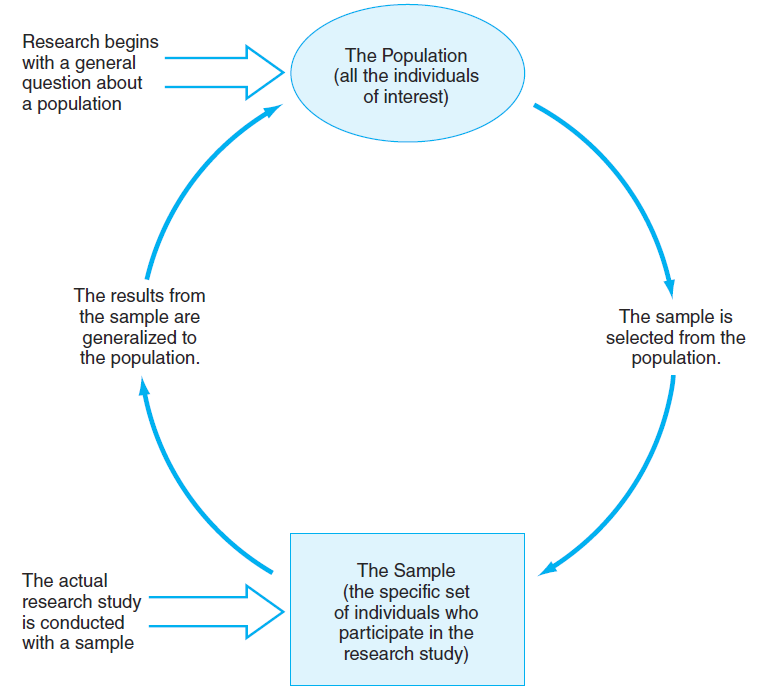 Research begins
with a general
question about
a population
The Population
(all the individuals
of interest)
The results from
the sample are
generalized to
the population.
The sample is
selected from the
population.
The actual
research study
is conducted
with a sample
The Sample
(the specific set
of individuals who
participate in the
research study)